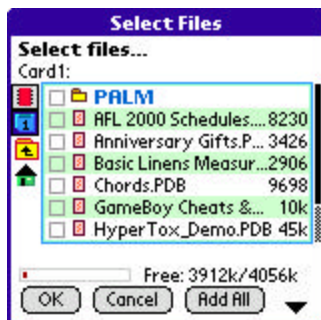 Select Files
Select files...
Card1:
PALM
AFL 2000 Schedules....8230
Anniversary Gifts.P... 3426
Basic Linens Measur...2906
Chords.PDB 9698
GameBoy Cheats &... 10k
HyperTox_Demo.PDB 45k
Free: 3912k/4056k
OK Cancel Add All